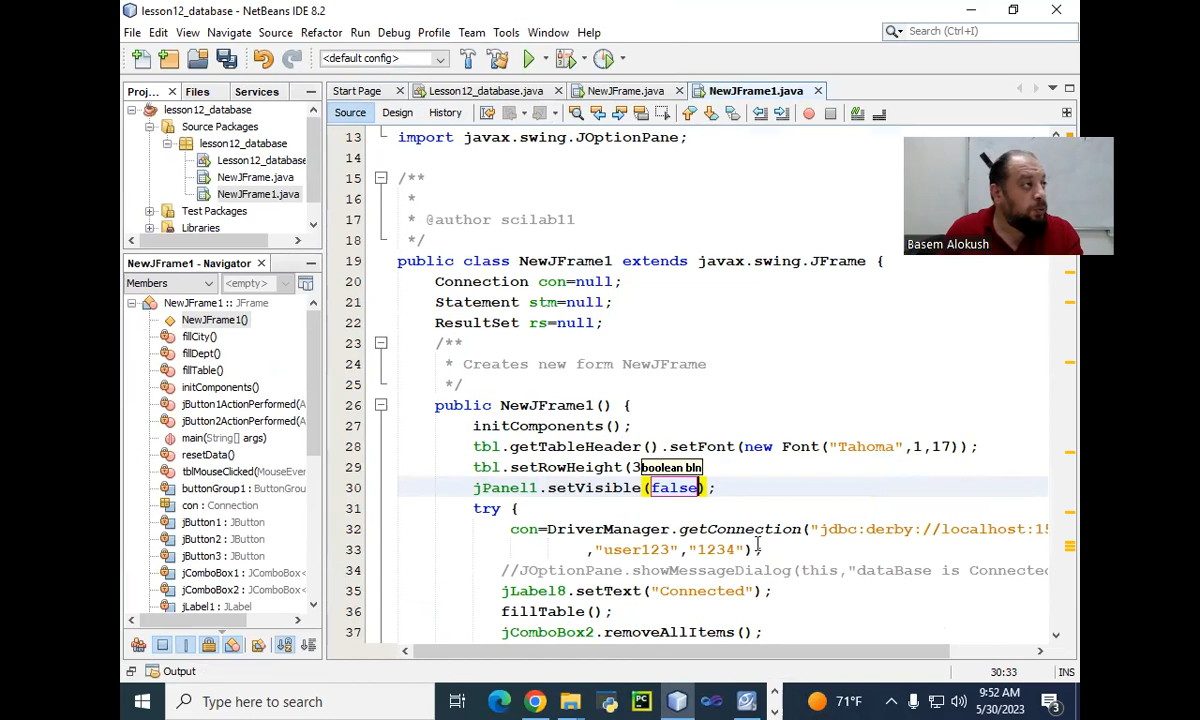 lesson12_database - NetBeans IDE 8.2
File Edit View Navigate Source Refactor Run Debug Profile Team Tools Window Help
Search (Ctrl+I)
<default config>
Proj... Files Services
Start Page Lesson12_database.java NewJFrame.java NewJFrame1.java
Source Design History
lesson12_database
Source Packages
lesson12_database
Lesson12_database
NewJFrame.java
NewJFrame1.java
Test Packages
Libraries
NewJFrame1 - Navigator
Members <empty>
NewJFrame1 :: JFrame
NewJFrame1()
fillCity()
fillDept()
fillTable()
initComponents()
jButton1ActionPerformed(A
jButton2ActionPerformed(A
main(String[] args)
resetData()
tblMouseClicked(MouseEve
buttonGroup1 : ButtonGrou
con : Connection
jButton1 : JButton
jButton2 : JButton
jButton3 : JButton
jComboBox1 : JComboBox<
jComboBox2 : JComboBox<
jLabel1 : JLabel
13 import javax.swing.JOptionPane;
14
15 /**
16 *
17 * @author scilab11
18 */
19 public class NewJFrame1 extends javax.swing.JFrame {
20 Connection con=null;
21 Statement stm=null;
22 ResultSet rs=null;
23 /**
24 * Creates new form NewJFrame
25 */
26 public NewJFrame1() {
27 initComponents();
28 tbl.getTableHeader().setFont(new Font("Tahoma",1,17));
29 tbl.setRowHeight(3
boolean bln
30 jPanel1.setVisible(false);
31 try {
32 con=DriverManager.getConnection("jdbc:derby://localhost:15
33 ,"user123","1234");
34 //JOptionPane.showMessageDialog(this,"dataBase is Connected
35 jLabel8.setText("Connected");
36 fillTable();
37 jComboBox2.removeAllItems();
Basem Alokush
Output
30:33 INS
Type here to search
PC
71°F
9:52 AM
5/30/2023
3